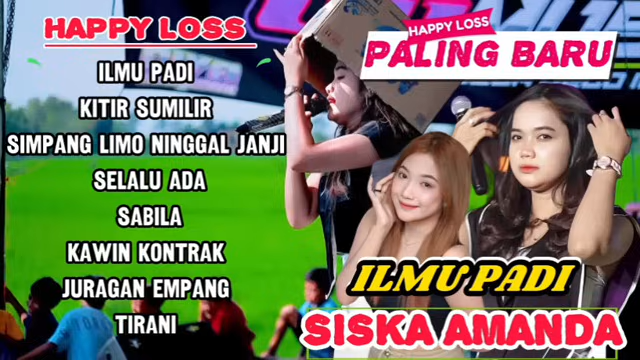 HAPPY LOSS
ILMU PADI
KITIR SUMILIR
SIMPANG LIMO NINGGAL JANJI
SELALU ADA
SABILA
KAWIN KONTRAK
JURAGAN EMPANG
TIRANI
HAPPY LOSS
PALING BARU
ILMU PADI
SISKA AMANDA